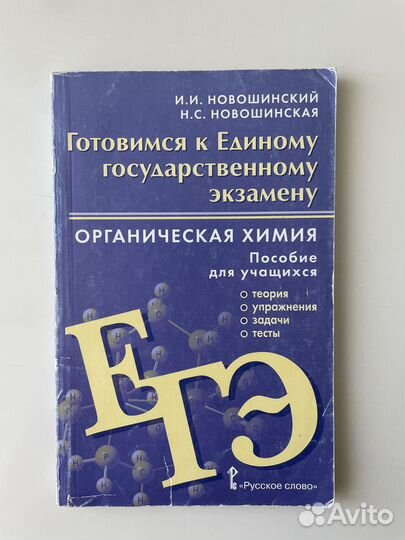 И.И. НОВОШИНСКИЙ
Н.С. НОВОШИНСКАЯ
Готовимся к Единому
государственному
экзамену
ОРГАНИЧЕСКАЯ ХИМИЯ
Пособие
для учащихся
теория
упражнения
задачи
тесты
ЕГЭ
«Русское слово»
Avito